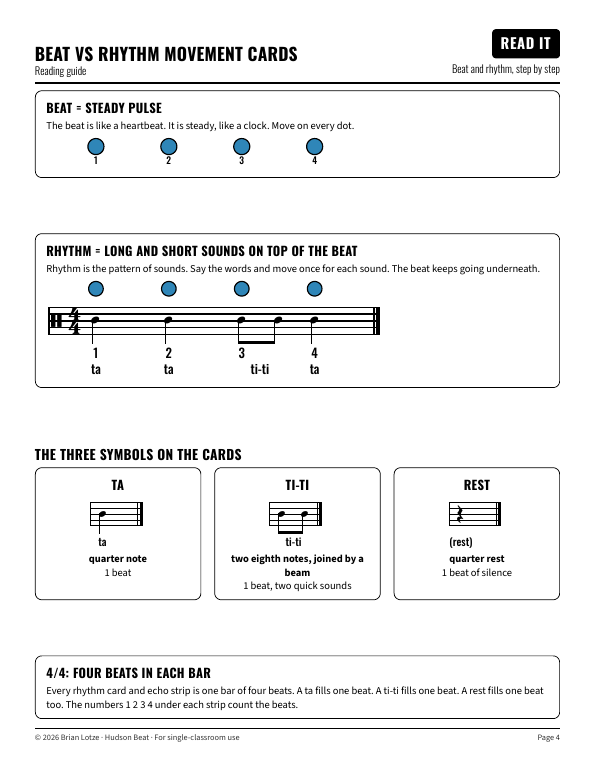 READ IT
BEAT VS RHYTHM MOVEMENT CARDS
Reading guide
Beat and rhythm, step by step
BEAT = STEADY PULSE
The beat is like a heartbeat. It is steady, like a clock. Move on every dot.
1 2 3 4
RHYTHM = LONG AND SHORT SOUNDS ON TOP OF THE BEAT
Rhythm is the pattern of sounds. Say the words and move once for each sound. The beat keeps going underneath.
4
4
1 2 3 4
ta ta ti-ti ta
THE THREE SYMBOLS ON THE CARDS
TA
ta
quarter note
1 beat
TI-TI
ti-ti
two eighth notes, joined by a
beam
1 beat, two quick sounds
REST
(rest)
quarter rest
1 beat of silence
4/4: FOUR BEATS IN EACH BAR
Every rhythm card and echo strip is one bar of four beats. A ta fills one beat. A ti-ti fills one beat. A rest fills one beat
too. The numbers 1 2 3 4 under each strip count the beats.
© 2026 Brian Lotze · Hudson Beat · For single-classroom use
Page 4